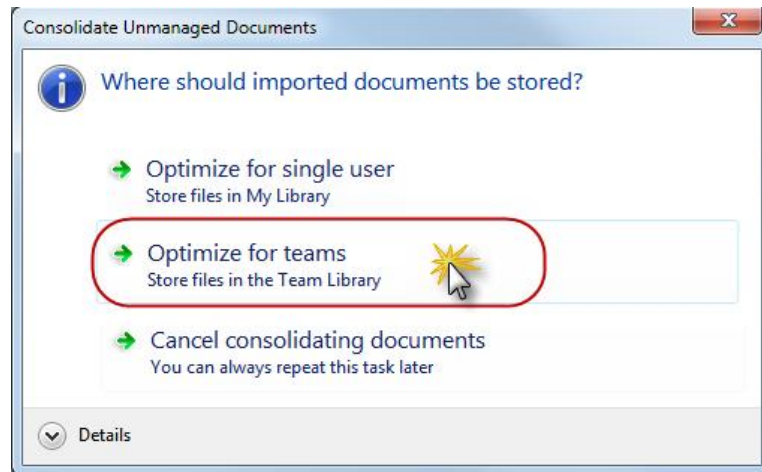 Consolidate Unmanaged Documents
Where should imported documents be stored?
Optimize for single user
Store files in My Library
Optimize for teams
Store files in the Team Library
Cancel consolidating documents
You can always repeat this task later
Details